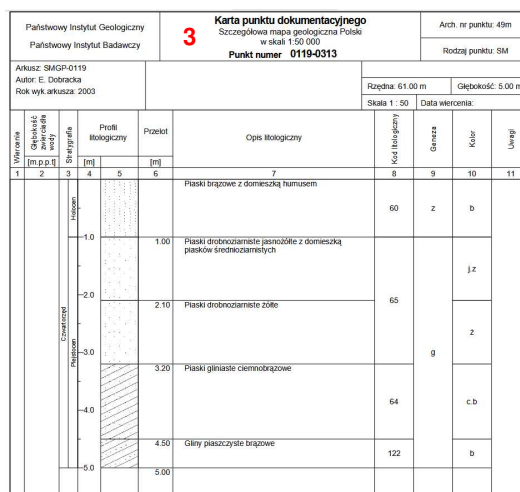 Państwowy Instytut Geologiczny
Państwowy Instytut Badawczy
3
Karta punktu dokumentacyjnego
Szczegółowa mapa geologiczna Polski
w skali 1:50 000
Punkt numer 0119-0313
Arch. nr punktu: 49m
Rodzaj punktu: SM
Arkusz: SMGP-0119
Autor: E. Dobracka
Rok wyk.arkusza: 2003
Rzędna: 61.00 m
Głębokość: 5.00 m
Skala 1 : 50
Data wiercenia:
Wiercenie
Głębokość zwierciadła wody
[m.p.p.t]
Stratygrafia
Profil litologiczny
[m]
Przelot
[m]
Opis litologiczny
Kod litologiczny
Geneza
Kolor
Uwagi
1 2 3 4 5 6 7 8 9 10 11
Czwartorzęd
Holocen
Plejstocen
Piaski brązowe z domieszką humusem
60 z b
1.0
1.00 Piaski drobnoziarniste jasnożółte z domieszką
piasków średnioziarnistych
j.ż
2.0
65
2.10 Piaski drobnoziarniste żółte
ż
3.0
g
3.20 Piaski gliniaste ciemnobrązowe
64 c.b
4.0
4.50 Gliny piaszczyste brązowe
122 b
5.0
5.00